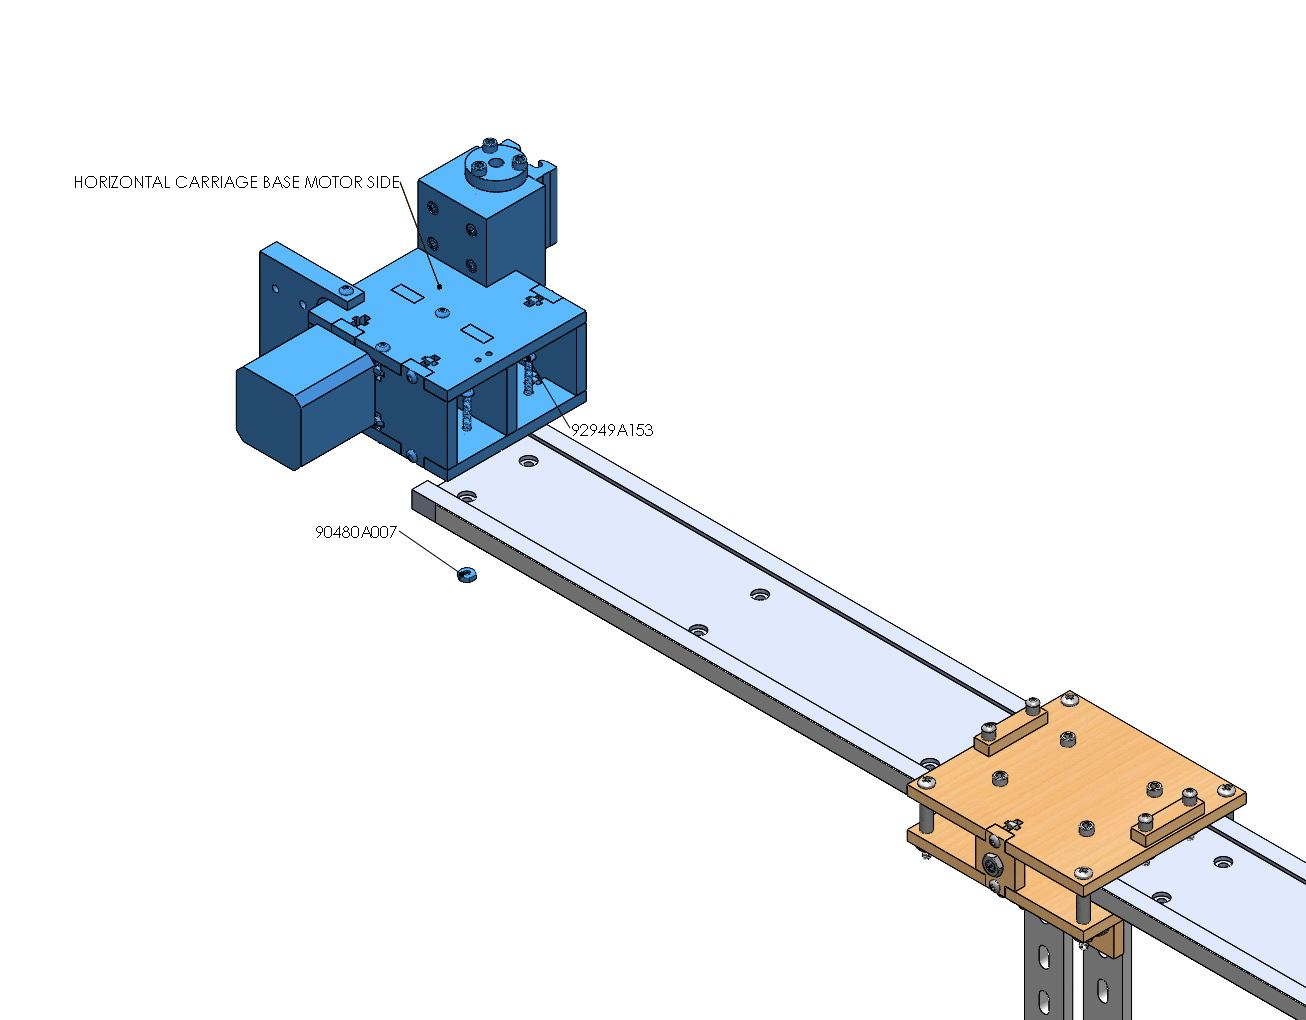 HORIZONTAL CARRIAGE BASE MOTOR SIDE
92949A153
90480A007